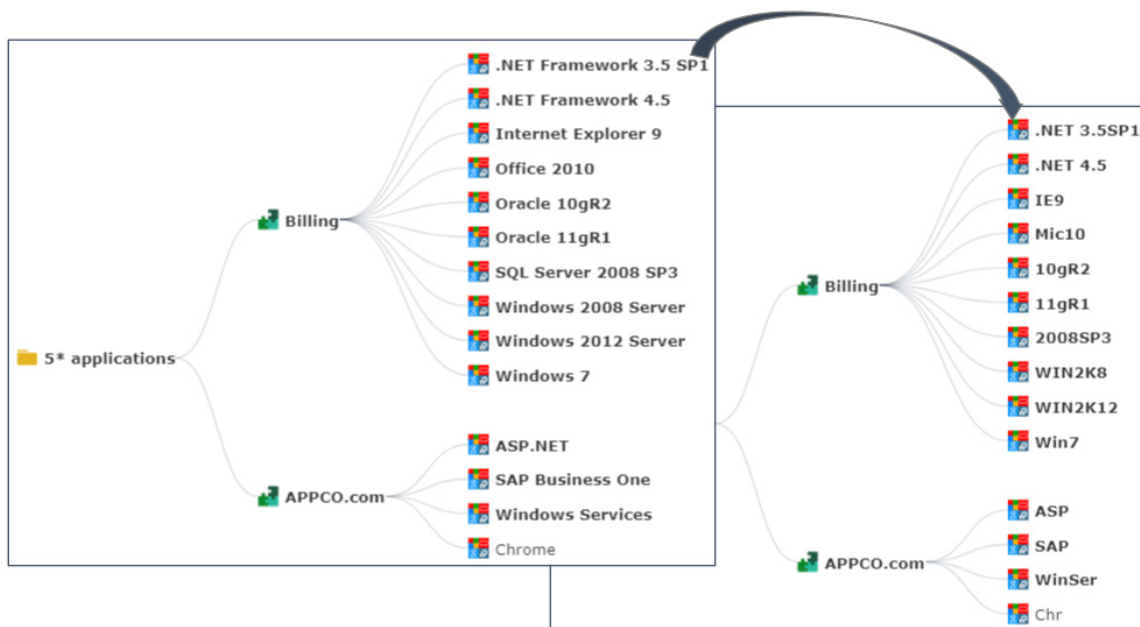 .NET Framework 3.5 SP1
.NET Framework 4.5
Internet Explorer 9
Office 2010
Billing
Oracle 10gR2
Oracle 11gR1
SQL Server 2008 SP3
Windows 2008 Server
Windows 2012 Server
5* applications
Windows 7
ASP.NET
SAP Business One
APPCO.com
Windows Services
Chrome
.NET 3.5SP1
.NET 4.5
IE9
Mic10
10gR2
Billing
11gR1
2008SP3
WIN2K8
WIN2K12
Win7
ASP
SAP
APPCO.com
WinSer
Chr